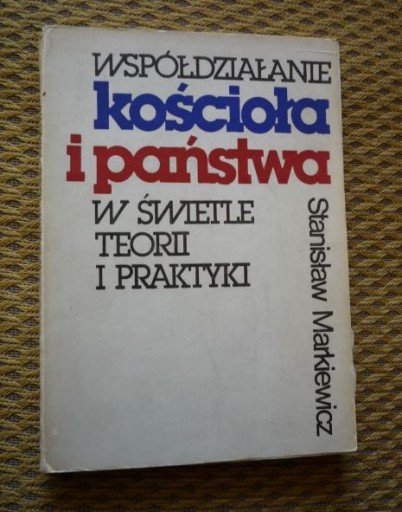 WSPÓŁDZIAŁANIE
kościoła
i państwa
W ŚWIETLE
TEORII
I PRAKTYKI
Stanisław Markiewicz